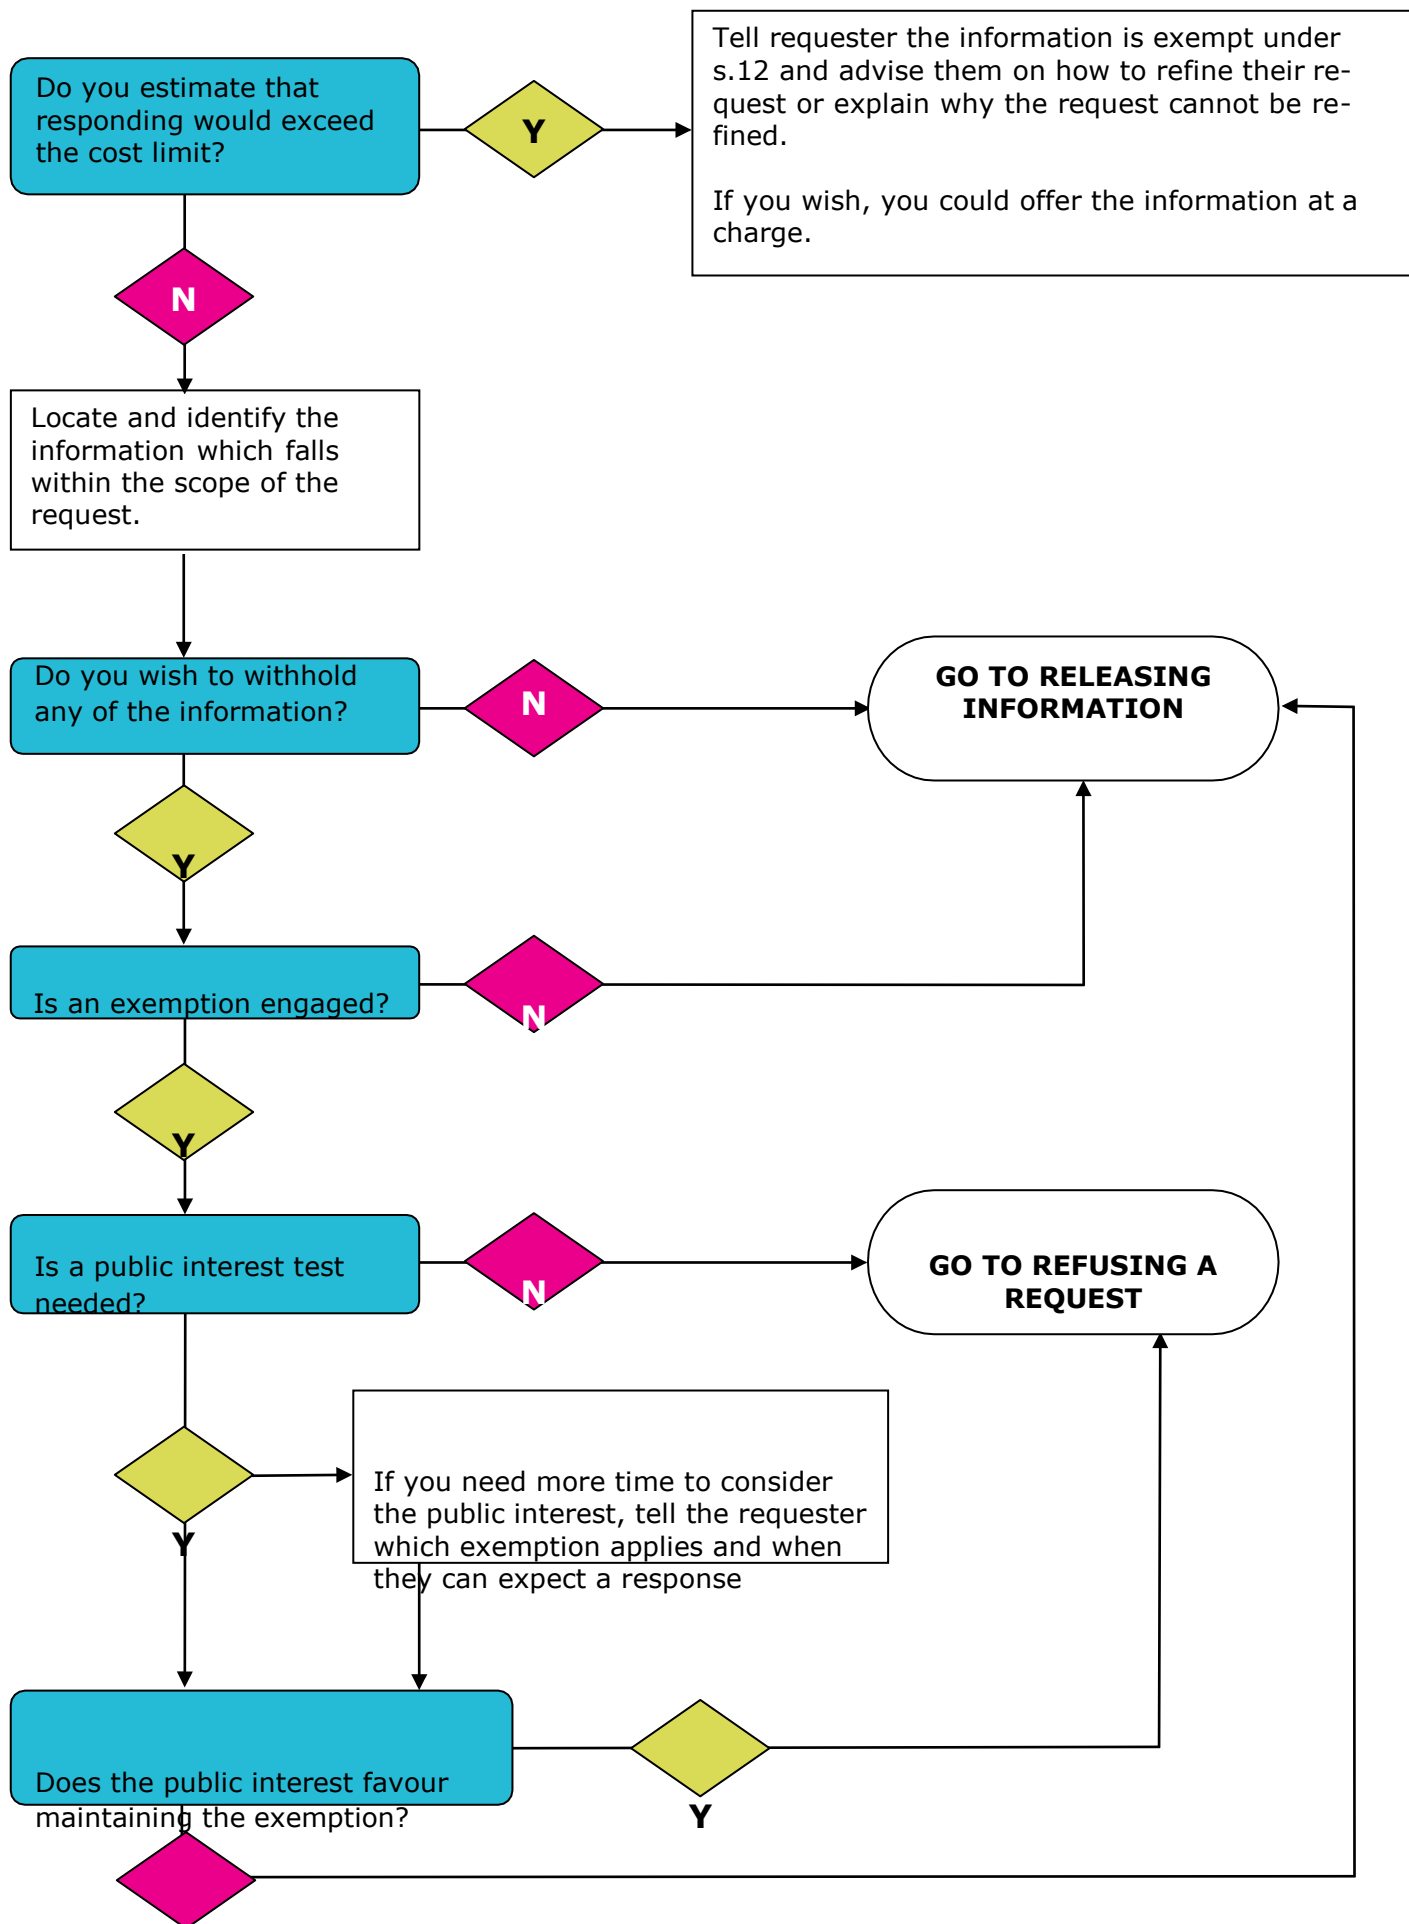 Do you estimate that
responding would exceed
the cost limit?
Y
Tell requester the information is exempt under
s.12 and advise them on how to refine their re-
quest or explain why the request cannot be re-
fined.
If you wish, you could offer the information at a
charge.
N
Locate and identify the
information which falls
within the scope of the
request.
Do you wish to withhold
any of the information?
N
GO TO RELEASING
INFORMATION
Y
Is an exemption engaged?
N
Y
Is a public interest test
needed?
N
GO TO REFUSING A
REQUEST
Y
If you need more time to consider
the public interest, tell the requester
which exemption applies and when
they can expect a response
Does the public interest favour
maintaining the exemption?
Y